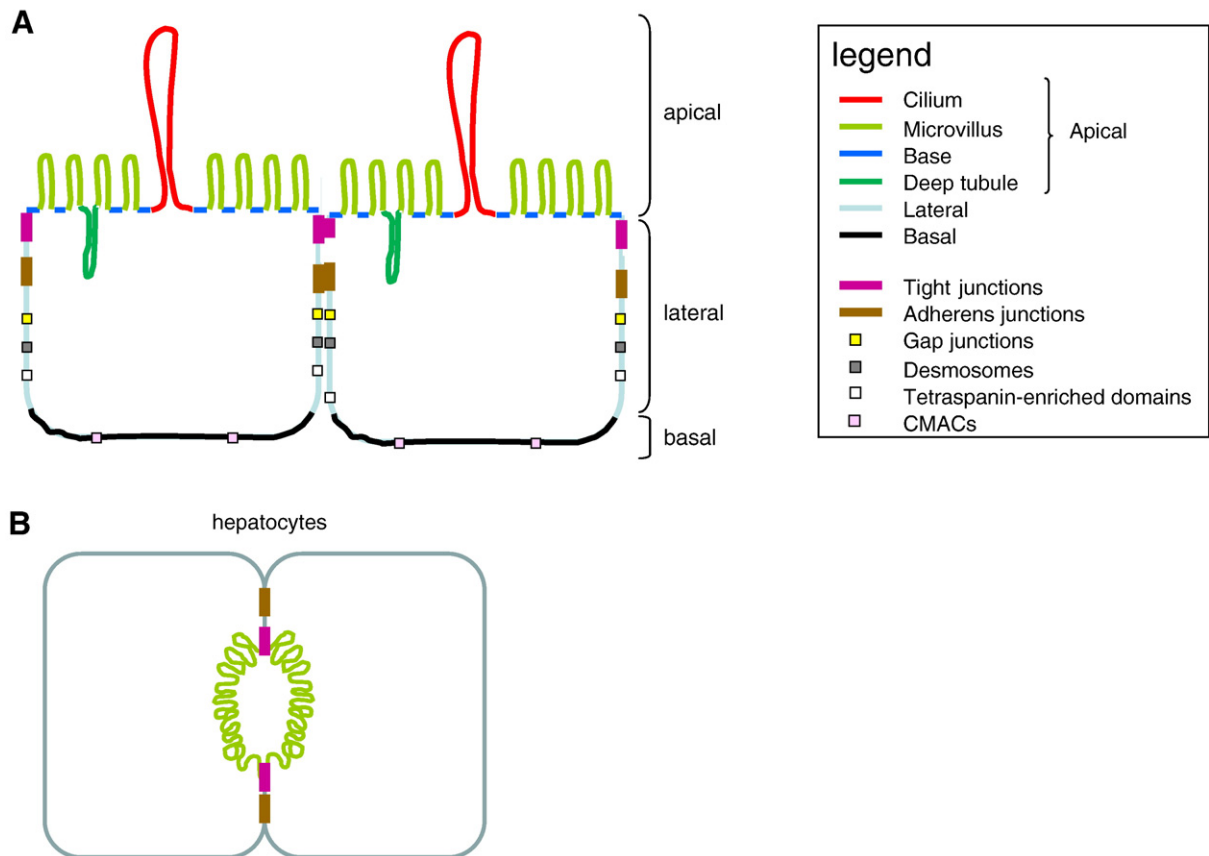 A
apical
lateral
basal
legend
Cilium
Microvillus
Base
Deep tubule
Apical
Lateral
Basal
Tight junctions
Adherens junctions
Gap junctions
Desmosomes
Tetraspanin-enriched domains
CMACs
B
hepatocytes